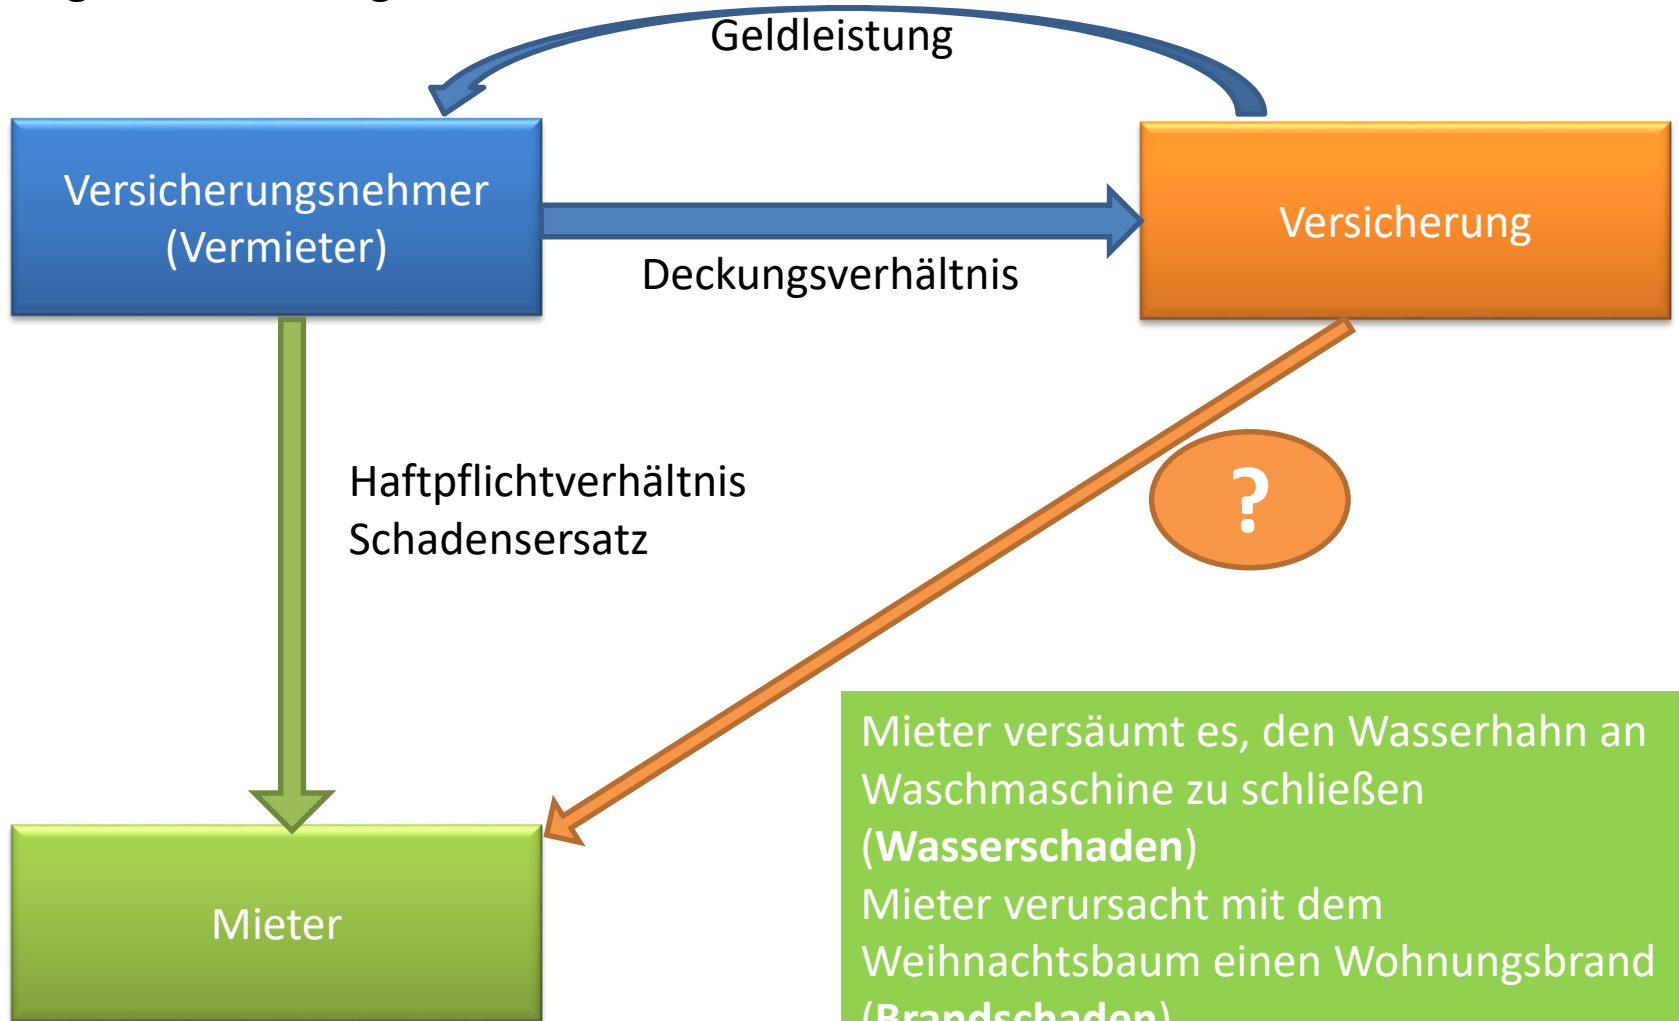 Geldleistung
Versicherungsnehmer
(Vermieter)
Versicherung
Deckungsverhältnis
Haftpflichtverhältnis
Schadensersatz
?
Mieter versäumt es, den Wasserhahn an
Waschmaschine zu schließen
(Wasserschaden)
Mieter verursacht mit dem
Weihnachtsbaum einen Wohnungsbrand
(Brandschaden)
Mieter